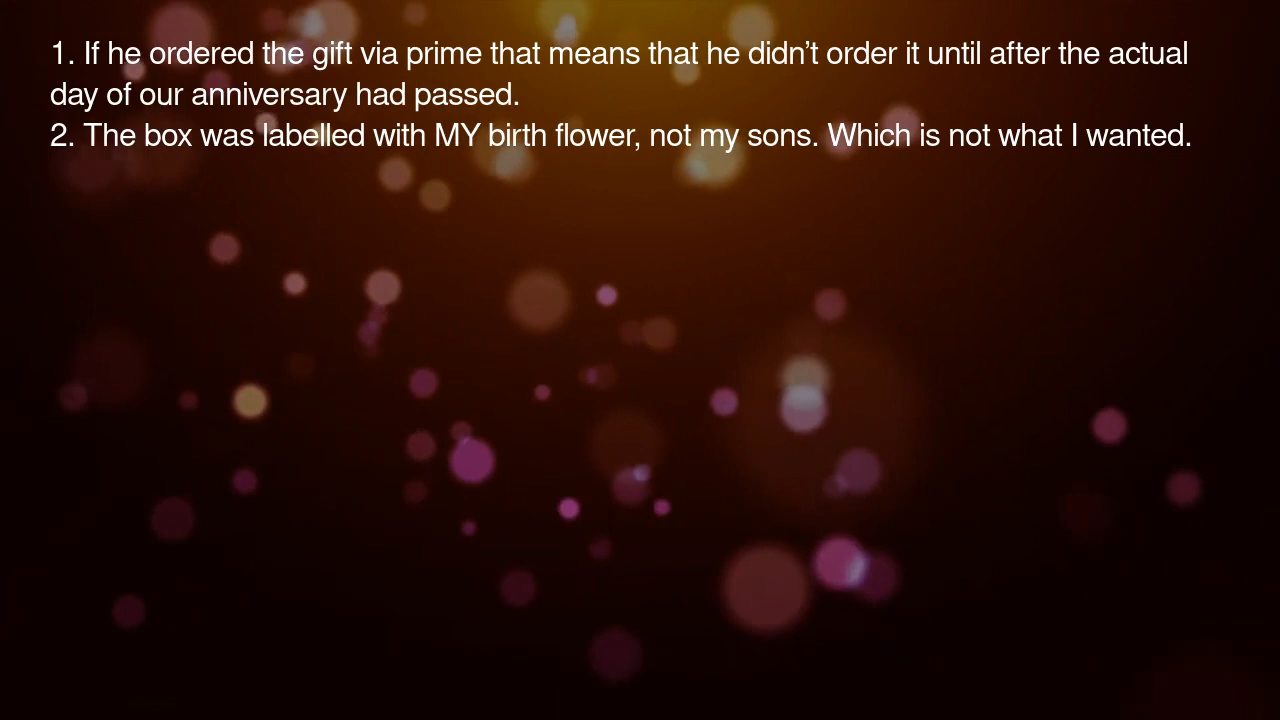 1. If he ordered the gift via prime that means that he didn’t order it until after the actual
day of our anniversary had passed.
2. The box was labelled with MY birth flower, not my sons. Which is not what I wanted.